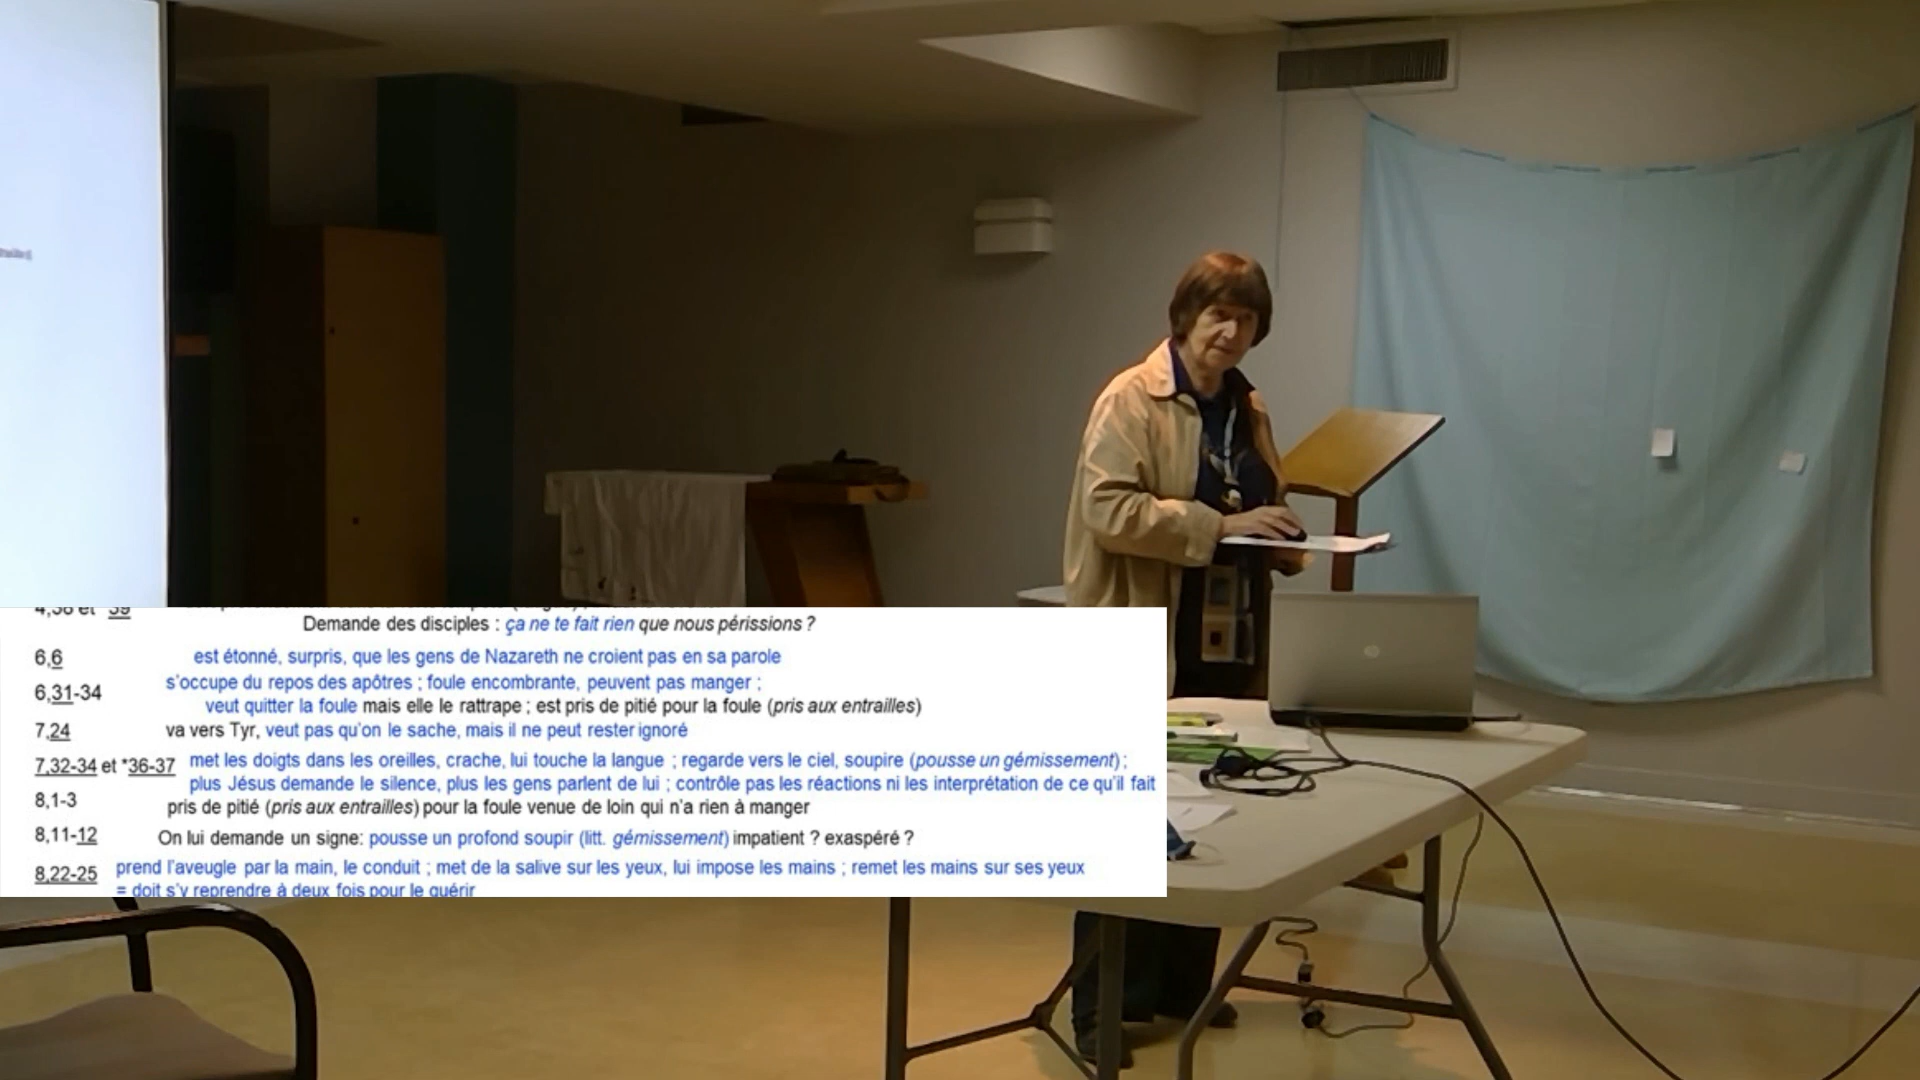 4,38 et 39
Demande des disciples : ça ne te fait rien que nous périssions ?
6,6 est étonné, surpris, que les gens de Nazareth ne croient pas en sa parole
s'occupe du repos des apôtres ; foule encombrante, peuvent pas manger ;
6,31-34
veut quitter la foule mais elle le rattrape ; est pris de pitié pour la foule (pris aux entrailles)
7,24 va vers Tyr, veut pas qu'on le sache, mais il ne peut rester ignoré
7,32-34 et *36-37 met les doigts dans les oreilles, crache, lui touche la langue ; regarde vers le ciel, soupire (pousse un gémissement) ;
plus Jésus demande le silence, plus les gens parlent de lui ; contrôle pas les réactions ni les interprétation de ce qu'il fait
8,1-3 pris de pitié (pris aux entrailles) pour la foule venue de loin qui n'a rien à manger
8,11-12 On lui demande un signe: pousse un profond soupir (litt. gémissement) impatient ? exaspéré ?
8,22-25 prend l'aveugle par la main, le conduit ; met de la salive sur les yeux, lui impose les mains ; remet les mains sur ses yeux
= doit s'y reprendre à deux fois pour le guérir